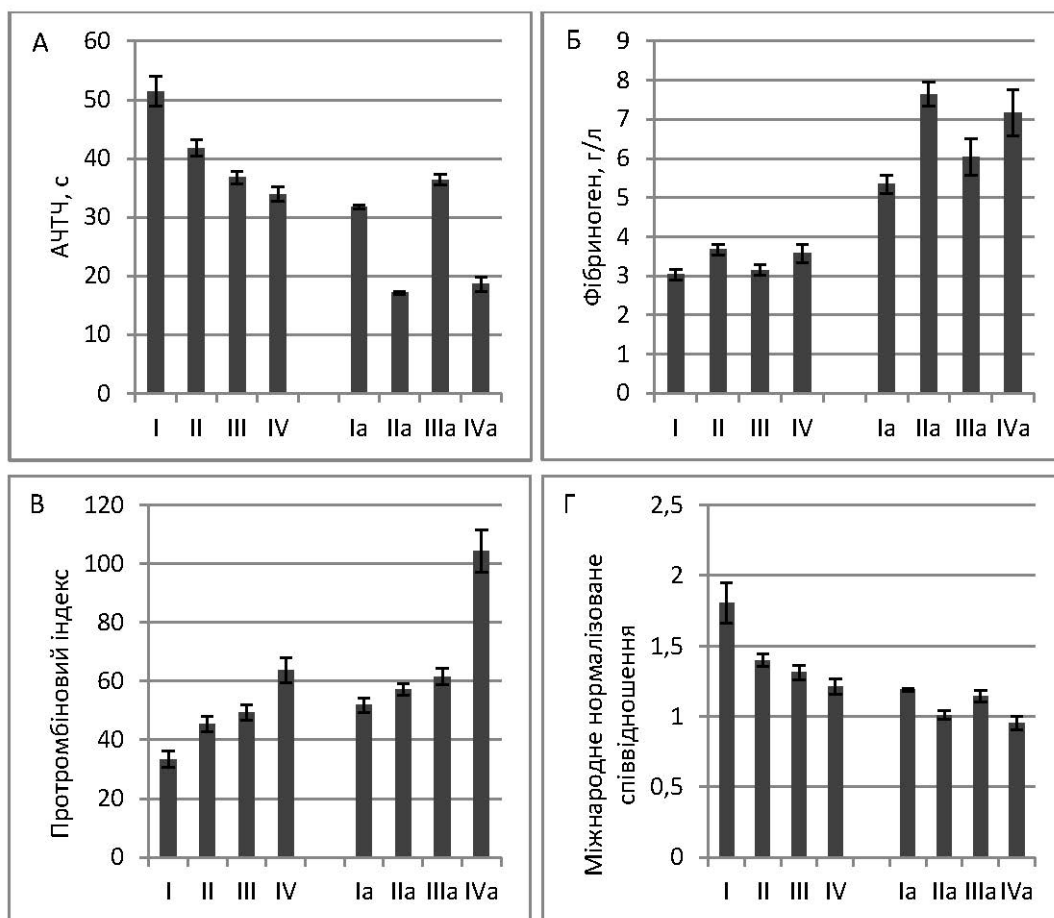 А
АЧТЧ, с
60
50
40
30
20
10
0
I II III IV Ia IIa IIIa IVa
Б
Фібриноген, г/л
9
8
7
6
5
4
3
2
1
0
I II III IV Ia IIa IIIa IVa
В
Протромбіновий індекс
120
100
80
60
40
20
0
I II III IV Ia IIa IIIa IVa
Г
Міжнародне нормалізоване
співвідношення
2,5
2
1,5
1
0,5
0
I II III IV Ia IIa IIIa IVa